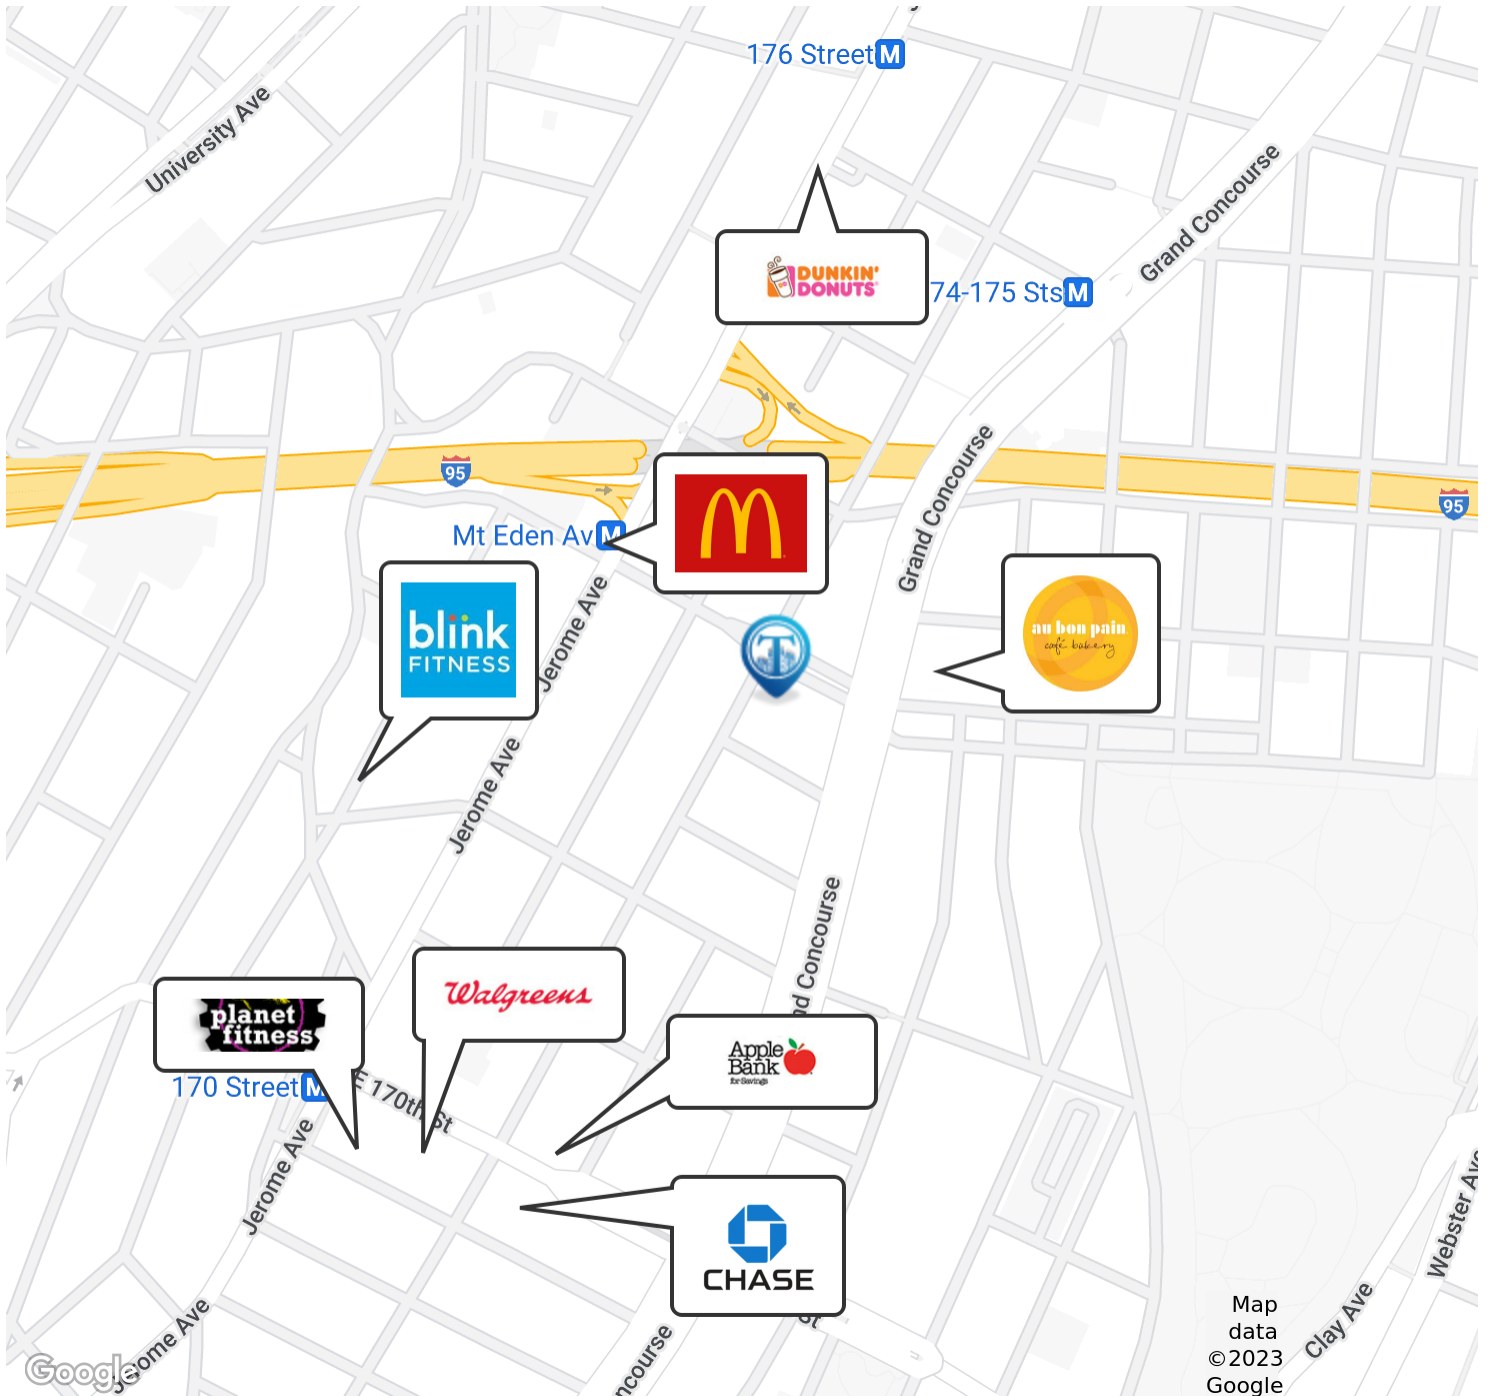 176 Street M
University Ave
Grand Concourse
DUNKIN'
DONUTS
74-175 Sts M
95
Grand Concourse
95
Mt Eden Av M
M
Jerome Ave
blink
FITNESS
T
au bon pain
café bakery
Jerome Ave
Grand Concourse
Walgreens
planet
fitness
Apple
Bank
for Savings
170 Street M
E 170th St
Jerome Ave
CHASE
Webster Ave
St
Clay Ave
Jerome Ave
ncourse
Map
data
©2023
Google
Google